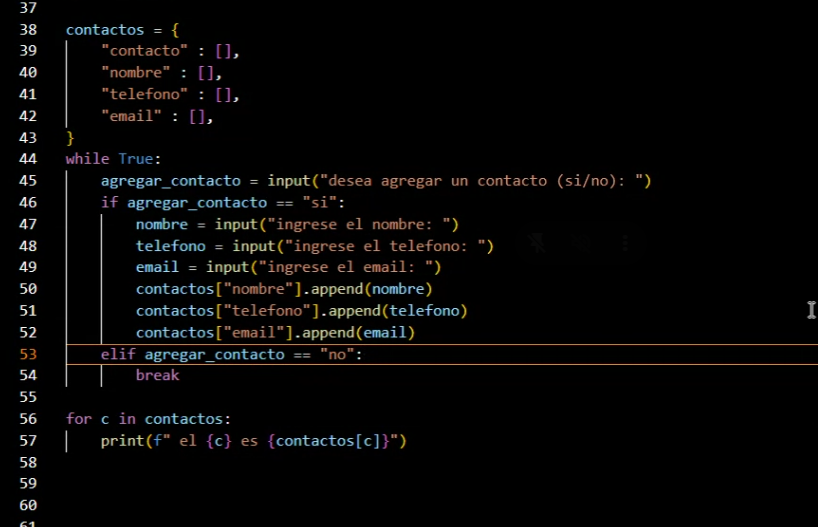 37
38 contactos = {
39     "contacto" : [],
40     "nombre" : [],
41     "telefono" : [],
42     "email" : [],
43 }
44 while True:
45     agregar_contacto = input("desea agregar un contacto (si/no): ")
46     if agregar_contacto == "si":
47         nombre = input("ingrese el nombre: ")
48         telefono = input("ingrese el telefono: ")
49         email = input("ingrese el email: ")
50         contactos["nombre"].append(nombre)
51         contactos["telefono"].append(telefono)
52         contactos["email"].append(email)
53     elif agregar_contacto == "no":
54         break
55
56 for c in contactos:
57     print(f" el {c} es {contactos[c]}")
58
59
60
61